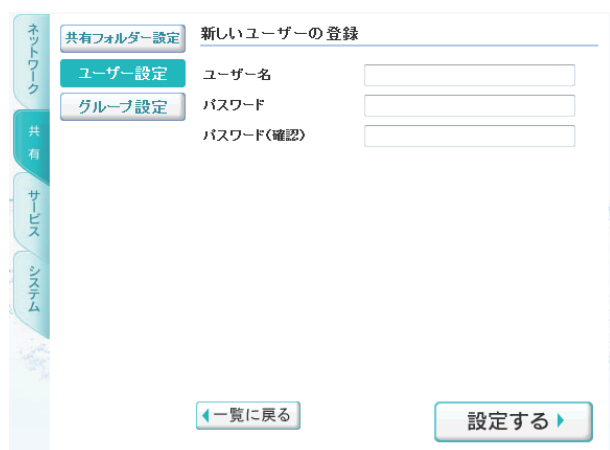 ネットワーク
共有
サービス
システム
共有フォルダー設定
ユーザー設定
グループ設定
新しいユーザーの登録
ユーザー名
パスワード
パスワード(確認)
一覧に戻る
設定する